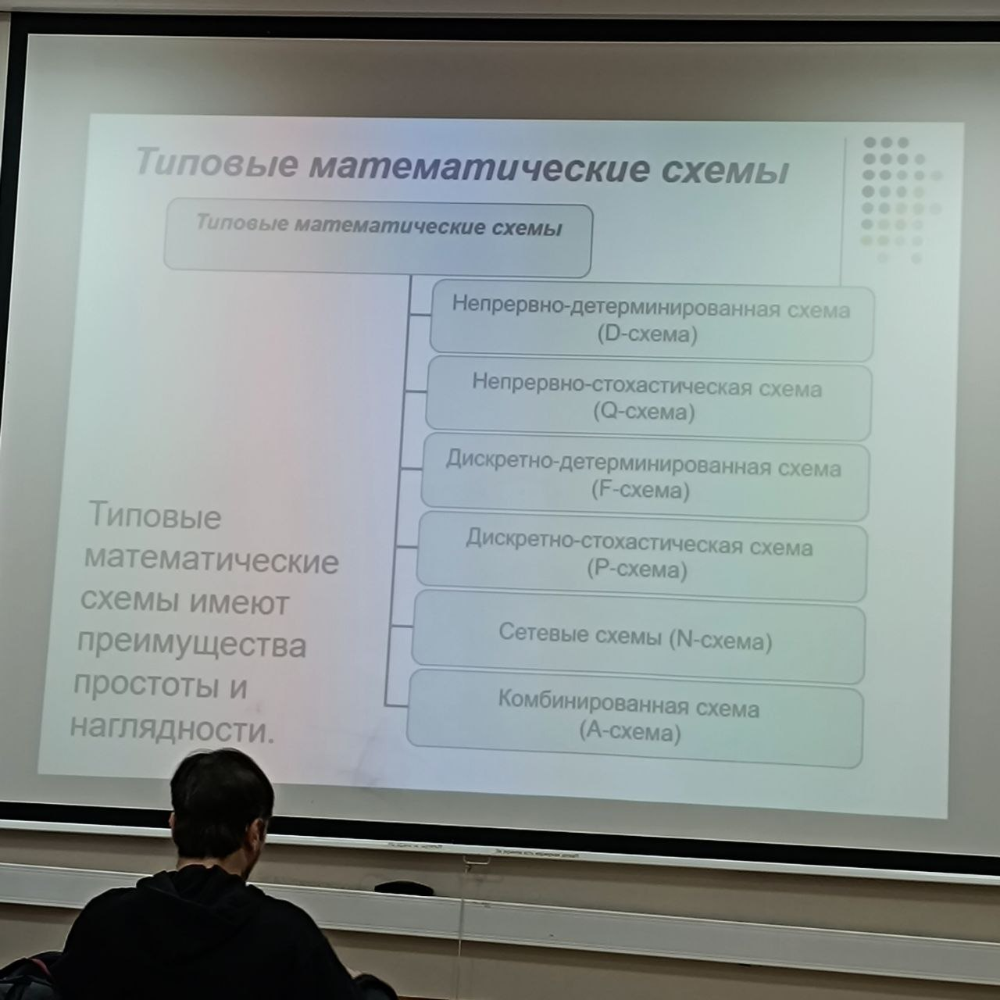 Типовые математические схемы
Типовые математические схемы
Непрервно-детерминированная схема
(D-схема)
Непрервно-стохастическая схема
(Q-схема)
Дискретно-детерминированная схема
(F-схема)
Дискретно-стохастическая схема
(P-схема)
Сетевые схемы (N-схема)
Комбинированная схема
(A-схема)
Типовые
математические
схемы имеют
преимущества
простоты и
наглядности.